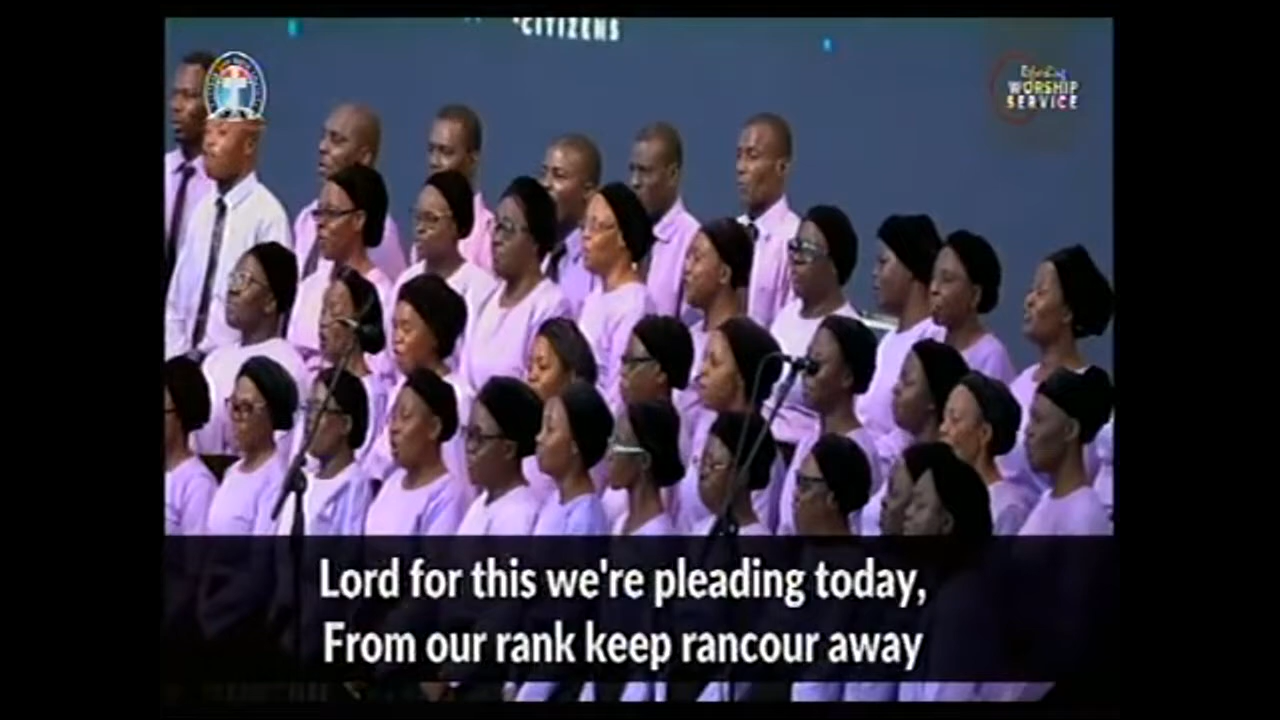 CITIZENS
WORSHIP
SERVICE
Lord for this we're pleading today,
From our rank keep rancour away